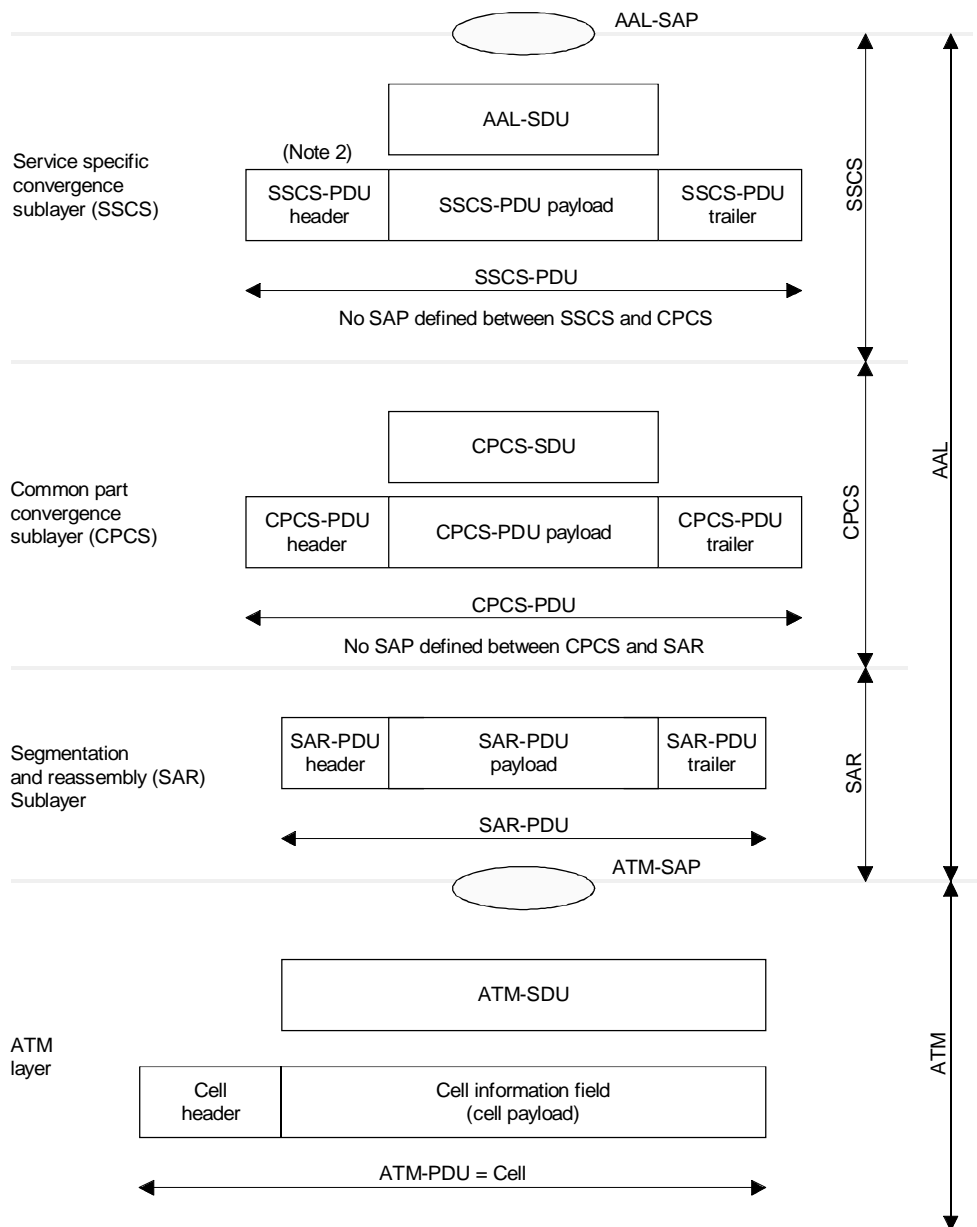 AAL-SAP
AAL-SDU
(Note 2)
Service specific
convergence
sublayer (SSCS)
SSCS-PDU
header
SSCS-PDU payload
SSCS-PDU
trailer
SSCS
SSCS-PDU
No SAP defined between SSCS and CPCS
CPCS-SDU
Common part
convergence
sublayer (CPCS)
CPCS-PDU
header
CPCS-PDU payload
CPCS-PDU
trailer
CPCS
AAL
CPCS-PDU
No SAP defined between CPCS and SAR
Segmentation
and reassembly (SAR)
Sublayer
SAR-PDU
header
SAR-PDU
payload
SAR-PDU
trailer
SAR
SAR-PDU
ATM-SAP
ATM-SDU
ATM
layer
Cell
header
Cell information field
(cell payload)
ATM
ATM-PDU = Cell